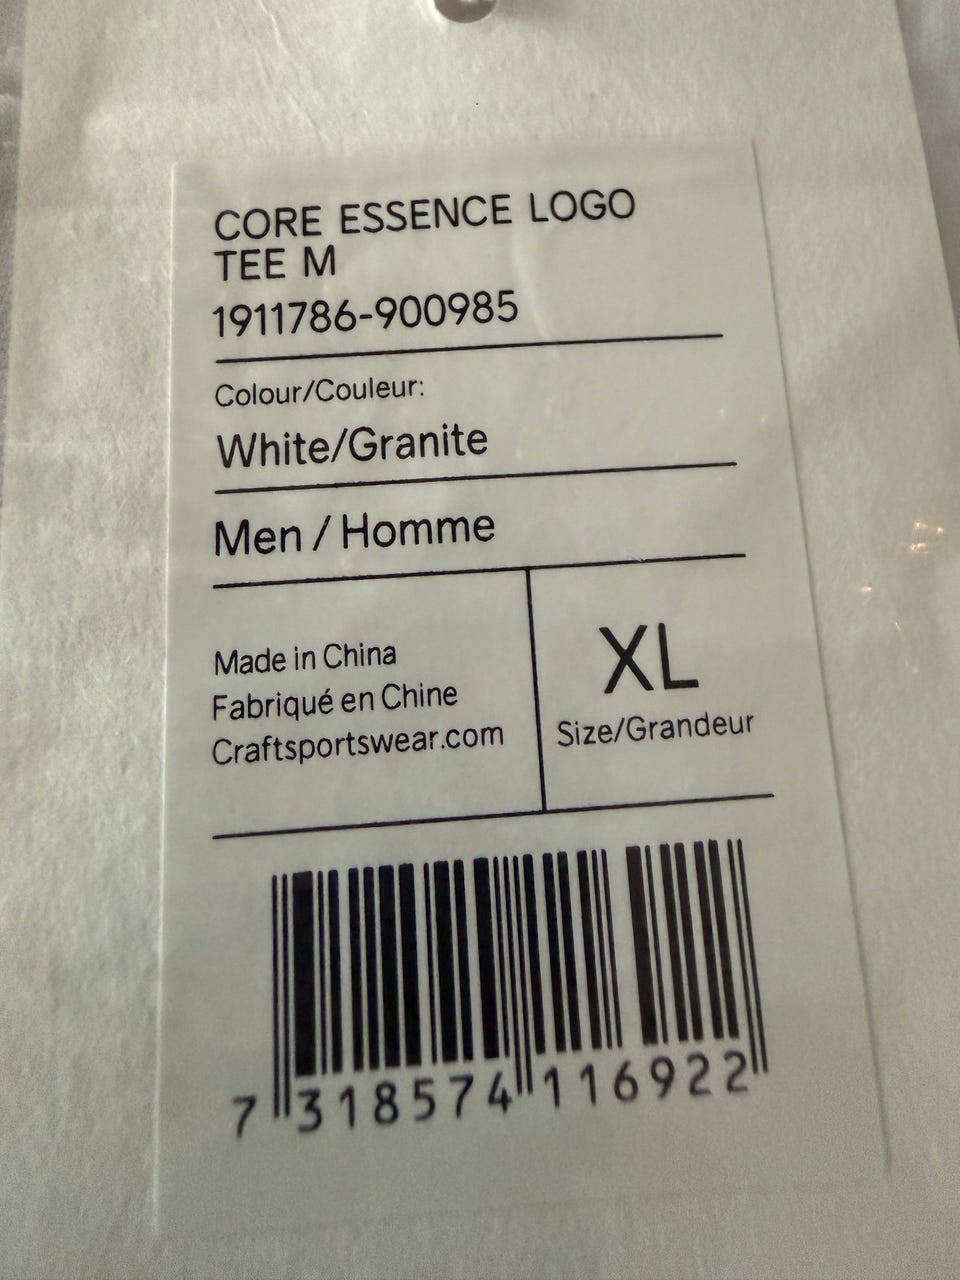 CORE ESSENCE LOGO
TEE M
1911786-900985
Colour/Couleur:
White/Granite
Men / Homme
Made in China
Fabriqué en Chine
Craftsportswear.com
XL
Size/Grandeur
7 318574 116922